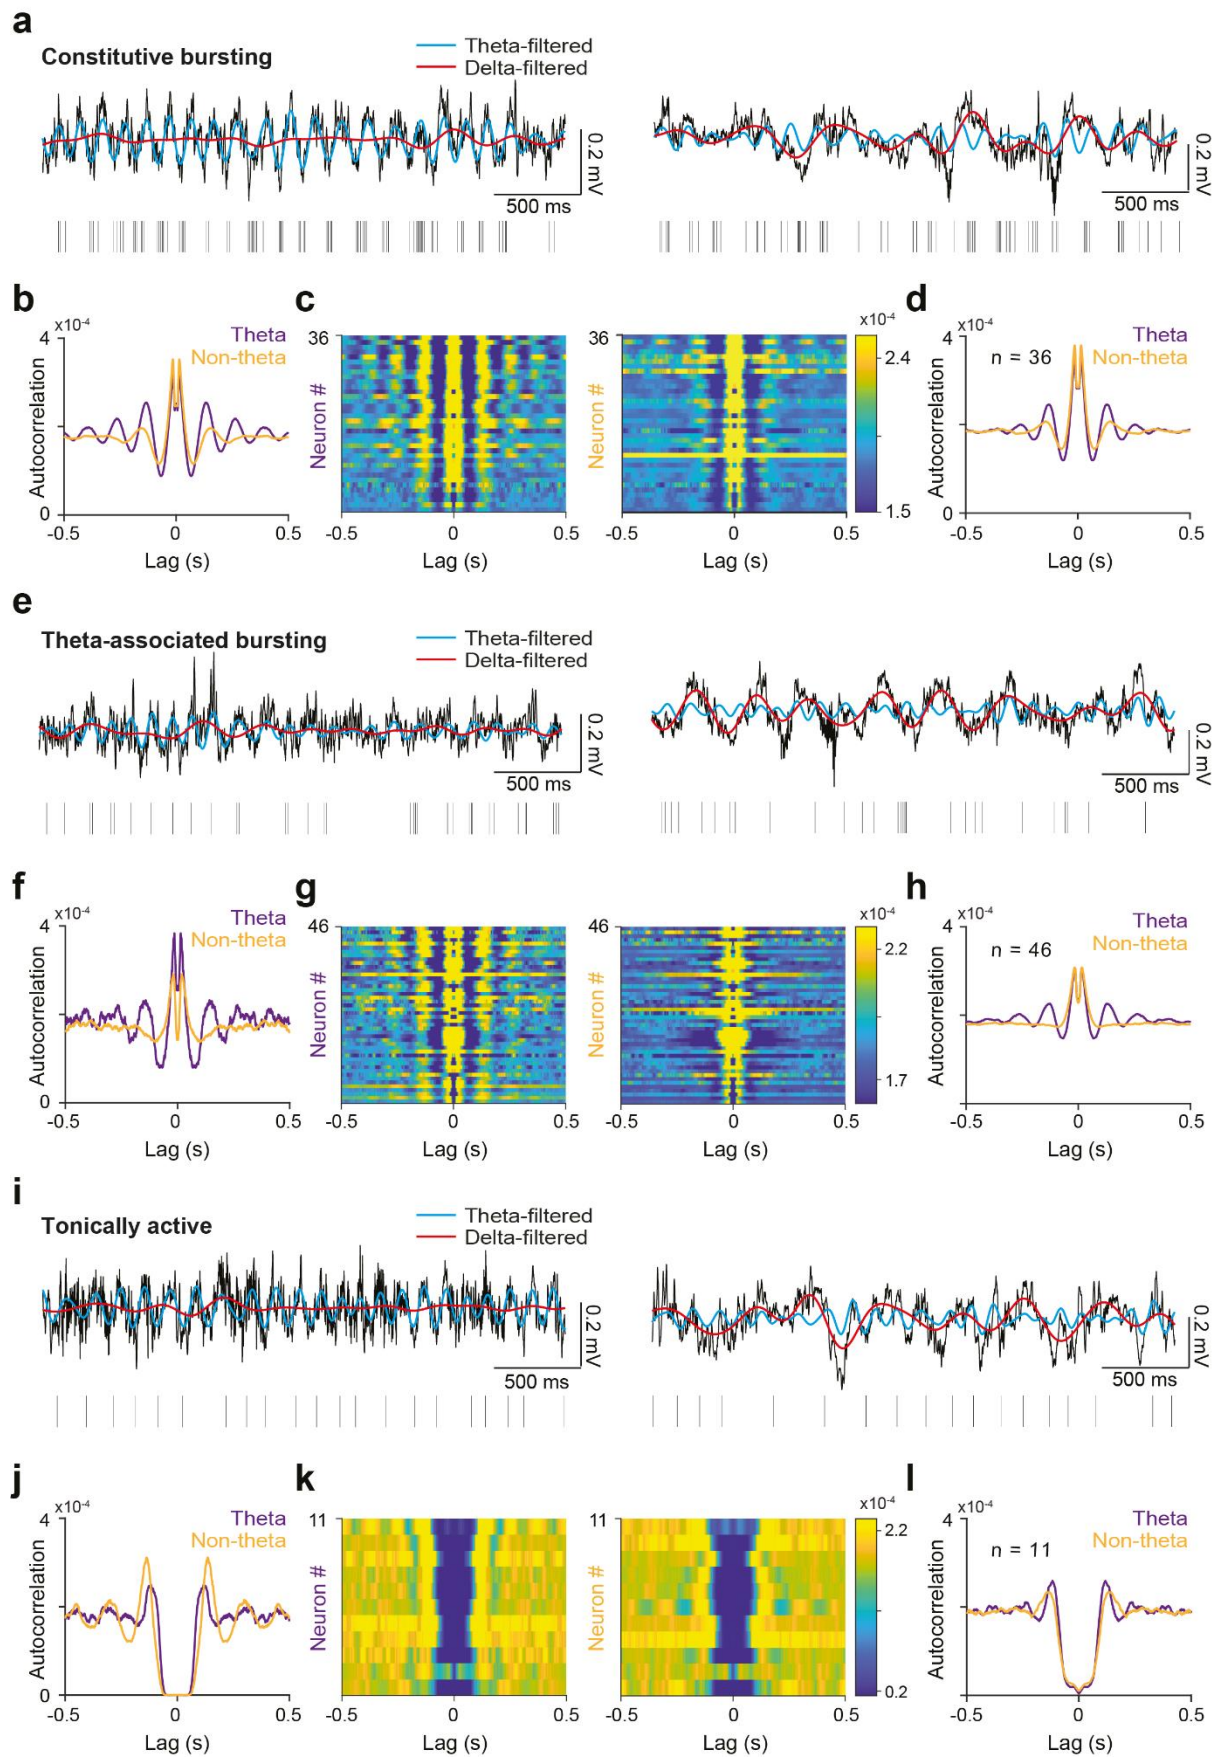 a
Constitutive bursting
Theta-filtered
Delta-filtered
0.2 mV
500 ms
0.2 mV
500 ms
b
x10-4
4
Theta
Non-theta
Autocorrelation
0
-0.5
0
0.5
Lag (s)
c
36
Neuron #
-0.5
0
0.5
Lag (s)
36
Neuron #
-0.5
0
0.5
Lag (s)
x10-4
2.4
1.5
d
x10-4
4
Theta
Non-theta
n = 36
Autocorrelation
0
-0.5
0
0.5
Lag (s)
e
Theta-associated bursting
Theta-filtered
Delta-filtered
0.2 mV
500 ms
0.2 mV
500 ms
f
x10-4
4
Theta
Non-theta
Autocorrelation
0
-0.5
0
0.5
Lag (s)
g
46
Neuron #
-0.5
0
0.5
Lag (s)
46
Neuron #
-0.5
0
0.5
Lag (s)
x10-4
2.2
1.7
h
x10-4
4
Theta
Non-theta
n = 46
Autocorrelation
0
-0.5
0
0.5
Lag (s)
i
Tonically active
Theta-filtered
Delta-filtered
0.2 mV
500 ms
0.2 mV
500 ms
j
x10-4
4
Theta
Non-theta
Autocorrelation
0
-0.5
0
0.5
Lag (s)
k
11
Neuron #
-0.5
0
0.5
Lag (s)
11
Neuron #
-0.5
0
0.5
Lag (s)
x10-4
2.2
0.2
l
x10-4
4
Theta
Non-theta
n = 11
Autocorrelation
0
-0.5
0
0.5
Lag (s)